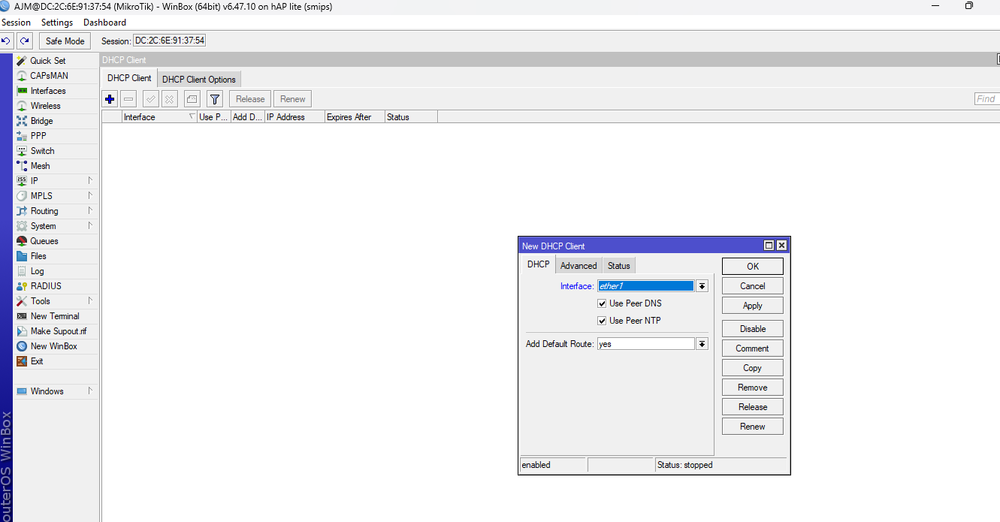 AJM@DC:2C:6E:91:37:54 (MikroTik) - WinBox (64bit) v6.47.10 on hAP lite (smips)
Session Settings Dashboard
Safe Mode Session: DC:2C:6E:91:37:54
Quick Set
CAPsMAN
Interfaces
Wireless
Bridge
PPP
Switch
Mesh
IP
MPLS
Routing
System
Queues
Files
Log
RADIUS
Tools
New Terminal
Make Supout.rif
New WinBox
Exit
Windows
outerOS WinBox
DHCP Client
DHCP Client DHCP Client Options
Release Renew Find
Interface Use P... Add D... IP Address Expires After Status
New DHCP Client
DHCP Advanced Status
Interface: ether1
Use Peer DNS
Use Peer NTP
Add Default Route: yes
OK
Cancel
Apply
Disable
Comment
Copy
Remove
Release
Renew
enabled Status: stopped